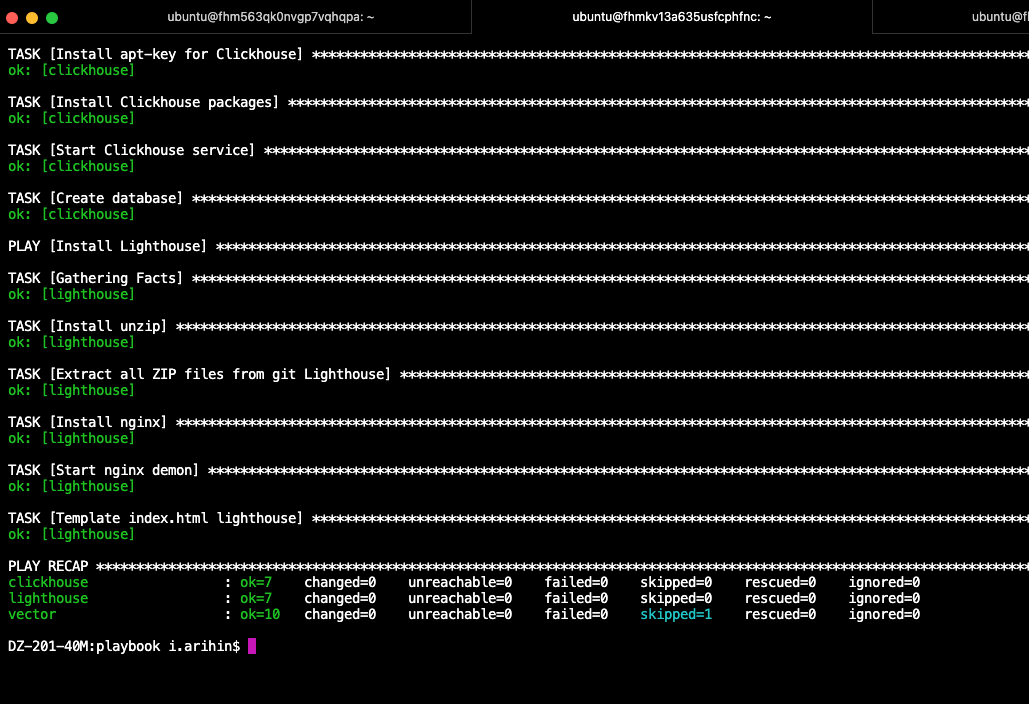 ubuntu@fhm563qk0nvgp7vqhqpa: ~ ubuntu@fhmkv13a635usfcphfnc: ~ ubuntu@f
TASK [Install apt-key for Clickhouse] ******************************************************************************************
ok: [clickhouse]
TASK [Install Clickhouse packages] *********************************************************************************************
ok: [clickhouse]
TASK [Start Clickhouse service] ************************************************************************************************
ok: [clickhouse]
TASK [Create database] *********************************************************************************************************
ok: [clickhouse]
PLAY [Install Lighthouse] ******************************************************************************************************
TASK [Gathering Facts] *********************************************************************************************************
ok: [lighthouse]
TASK [Install unzip] ***********************************************************************************************************
ok: [lighthouse]
TASK [Extract all ZIP files from git Lighthouse] *******************************************************************************
ok: [lighthouse]
TASK [Install nginx] ***********************************************************************************************************
ok: [lighthouse]
TASK [Start nginx demon] *******************************************************************************************************
ok: [lighthouse]
TASK [Template index.html lighthouse] ******************************************************************************************
ok: [lighthouse]
PLAY RECAP *********************************************************************************************************************
clickhouse : ok=7 changed=0 unreachable=0 failed=0 skipped=0 rescued=0 ignored=0
lighthouse : ok=7 changed=0 unreachable=0 failed=0 skipped=0 rescued=0 ignored=0
vector : ok=10 changed=0 unreachable=0 failed=0 skipped=1 rescued=0 ignored=0
DZ-201-40M:playbook i.arihin$